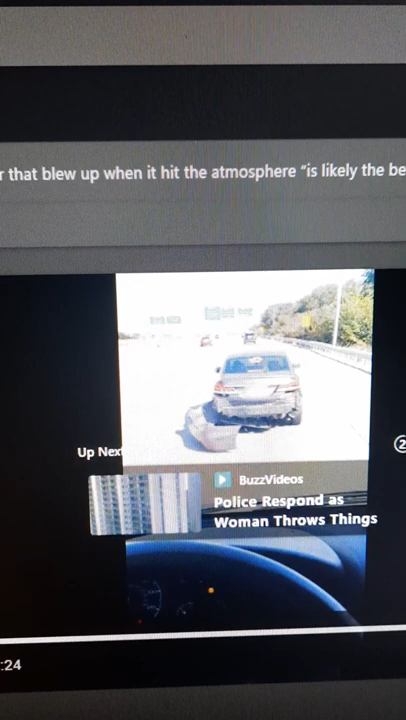 r that blew up when it hit the atmosphere “is likely the be
Up Nex
BuzzVideos
Police Respond as
Woman Throws Things
:24